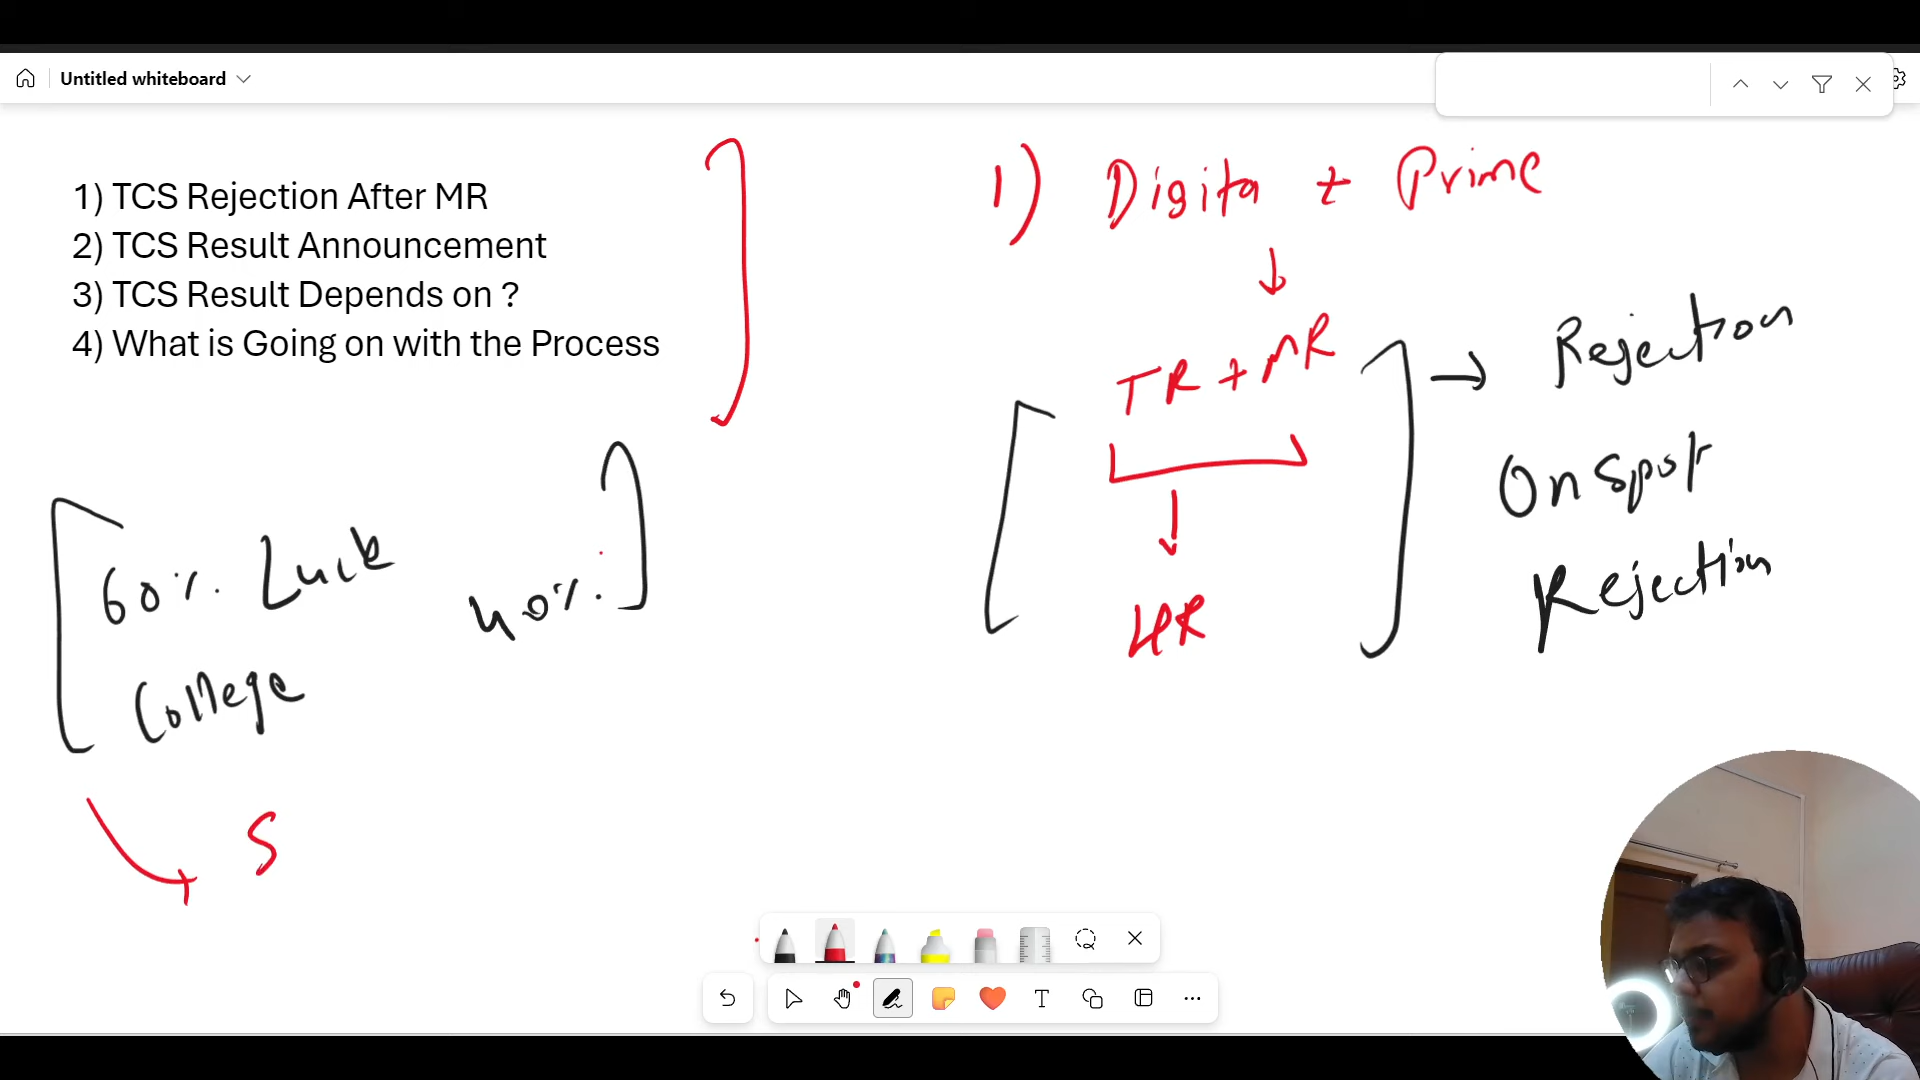 Untitled whiteboard
1) TCS Rejection After MR
2) TCS Result Announcement
3) TCS Result Depends on ?
4) What is Going on with the Process
60% Luck 40%
College
S
1) Digita + Prime
TR + MR
HR
Rejection
On Spot
Rejection
T